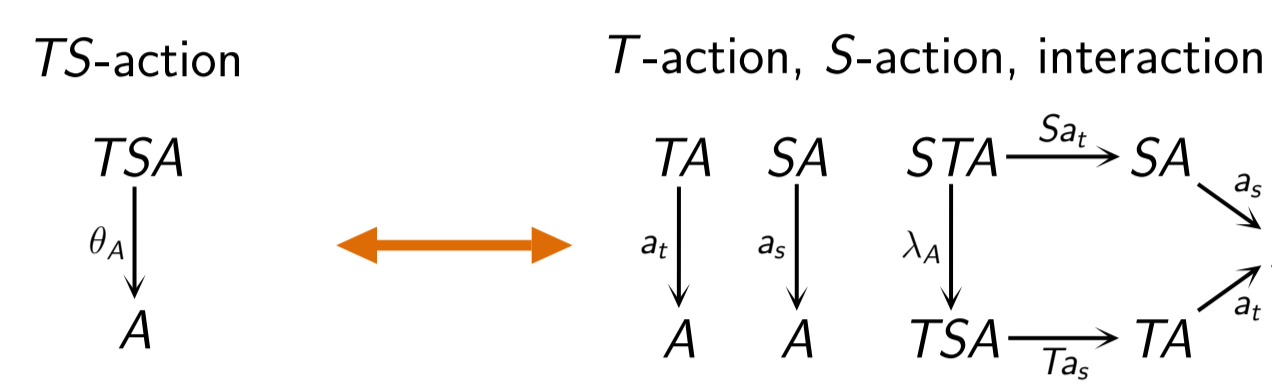 TS-action T-action, S-action, interaction
TSA TA SA STA Sa_t SA
a_s
θ_A a_t a_s λ_A
a_t
A A A TSA Ta_s TA